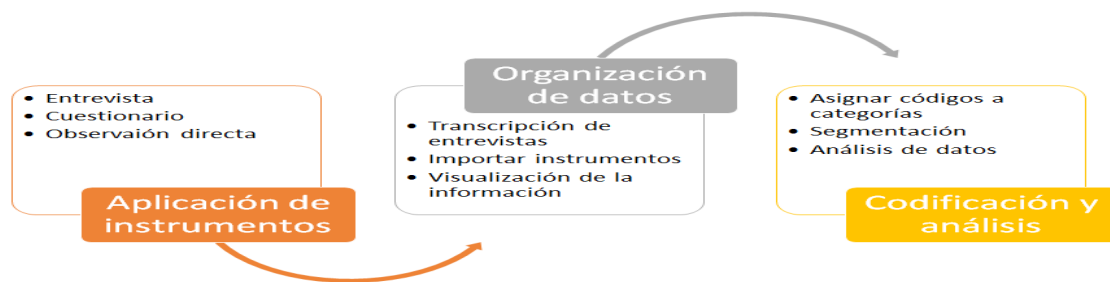 • Entrevista
• Cuestionario
• Observaión directa
Aplicación de
instrumentos
Organización
de datos
• Transcripción de
entrevistas
• Importar instrumentos
• Visualización de la
información
• Asignar códigos a
categorías
• Segmentación
• Análisis de datos
Codificación y
análisis